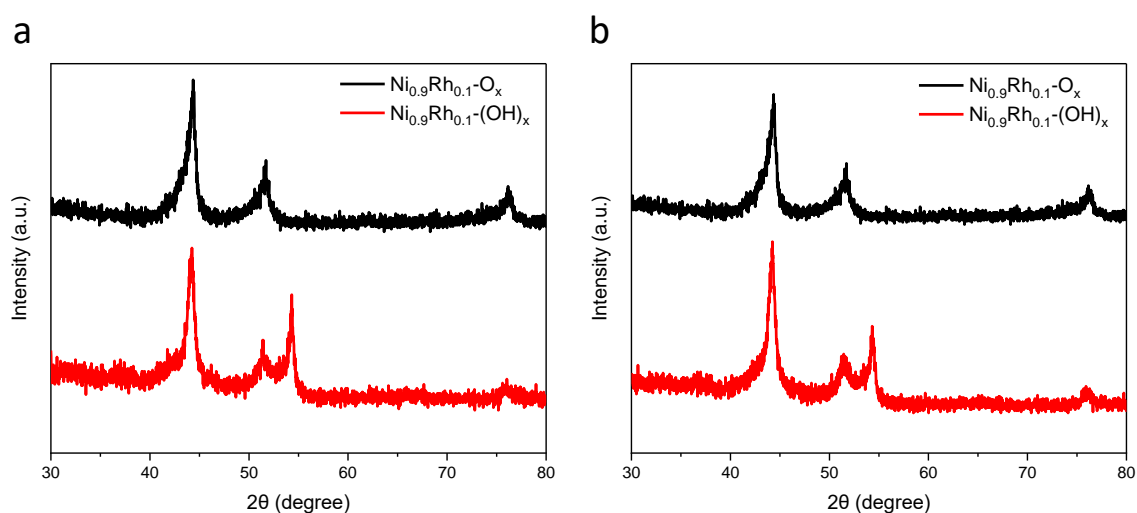 a
Ni₀.₉Rh₀.₁-Oₓ
Ni₀.₉Rh₀.₁-(OH)ₓ
Intensity (a.u.)
30 40 50 60 70 80
2θ (degree)
b
Ni₀.₉Rh₀.₁-Oₓ
Ni₀.₉Rh₀.₁-(OH)ₓ
Intensity (a.u.)
30 40 50 60 70 80
2θ (degree)